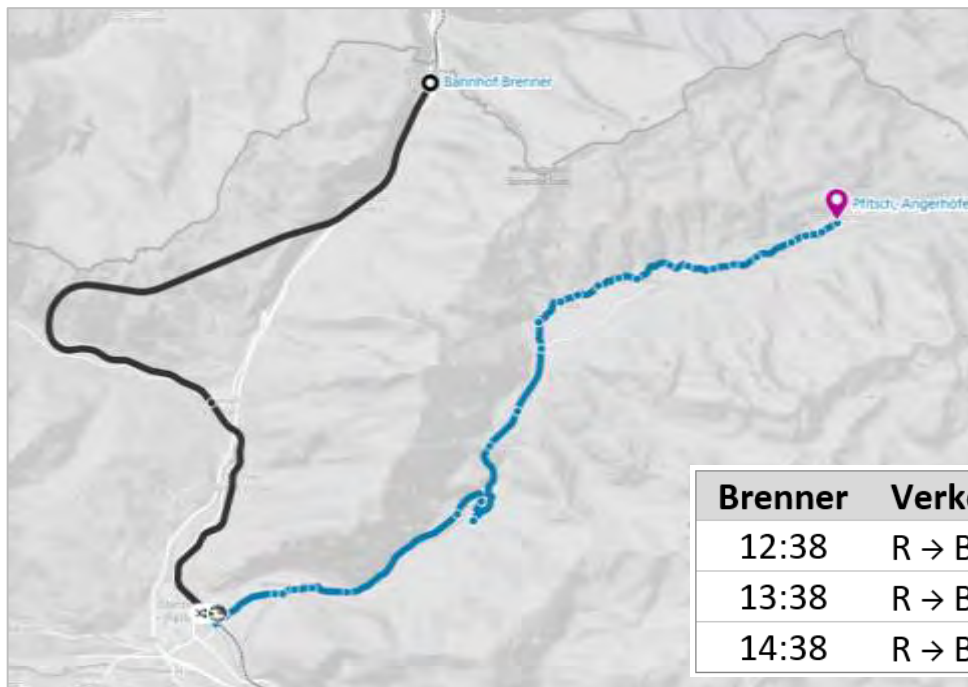 Bahnhof Brenner
Pfitsch, Angerhöfe
Brenner Verk
12:38 R → B
13:38 R → B
14:38 R → B